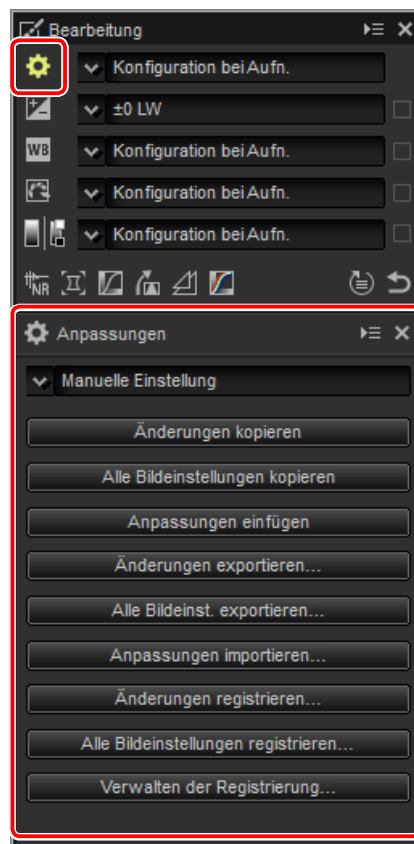 Bearbeitung
Konfiguration bei Aufn.
±0 LW
WB Konfiguration bei Aufn.
Konfiguration bei Aufn.
Konfiguration bei Aufn.
NR
Anpassungen
Manuelle Einstellung
Änderungen kopieren
Alle Bildeinstellungen kopieren
Anpassungen einfügen
Änderungen exportieren...
Alle Bildeinst. exportieren...
Anpassungen importieren...
Änderungen registrieren...
Alle Bildeinstellungen registrieren...
Verwalten der Registrierung...